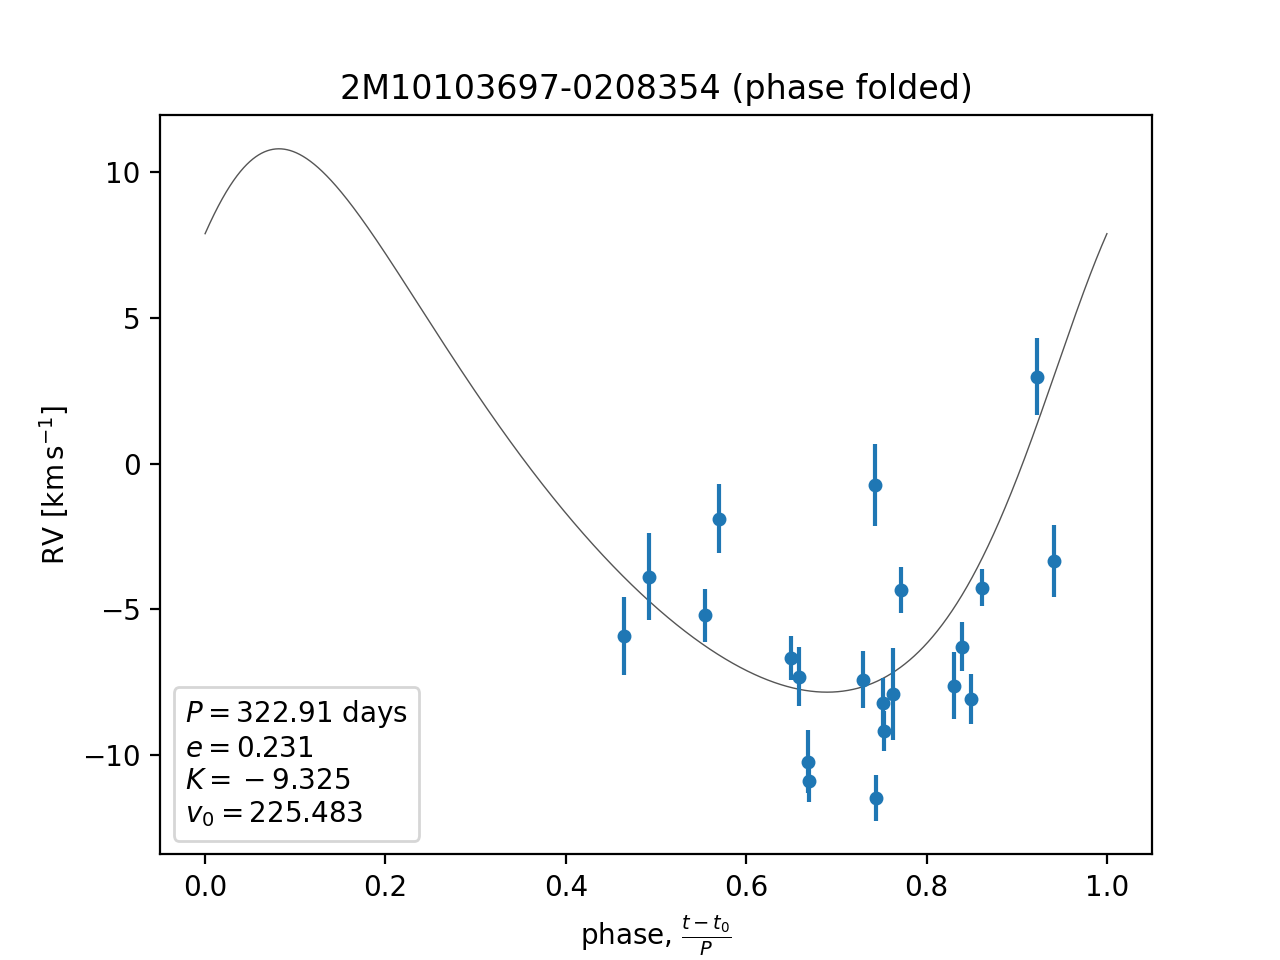 2M10103697-0208354 (phase folded)
RV [km s⁻¹]
10
5
0
−5
−10
P = 322.91 days
e = 0.231
K = −9.325
v₀ = 225.483
0.0 0.2 0.4 0.6 0.8 1.0
phase, (t − t₀)/P